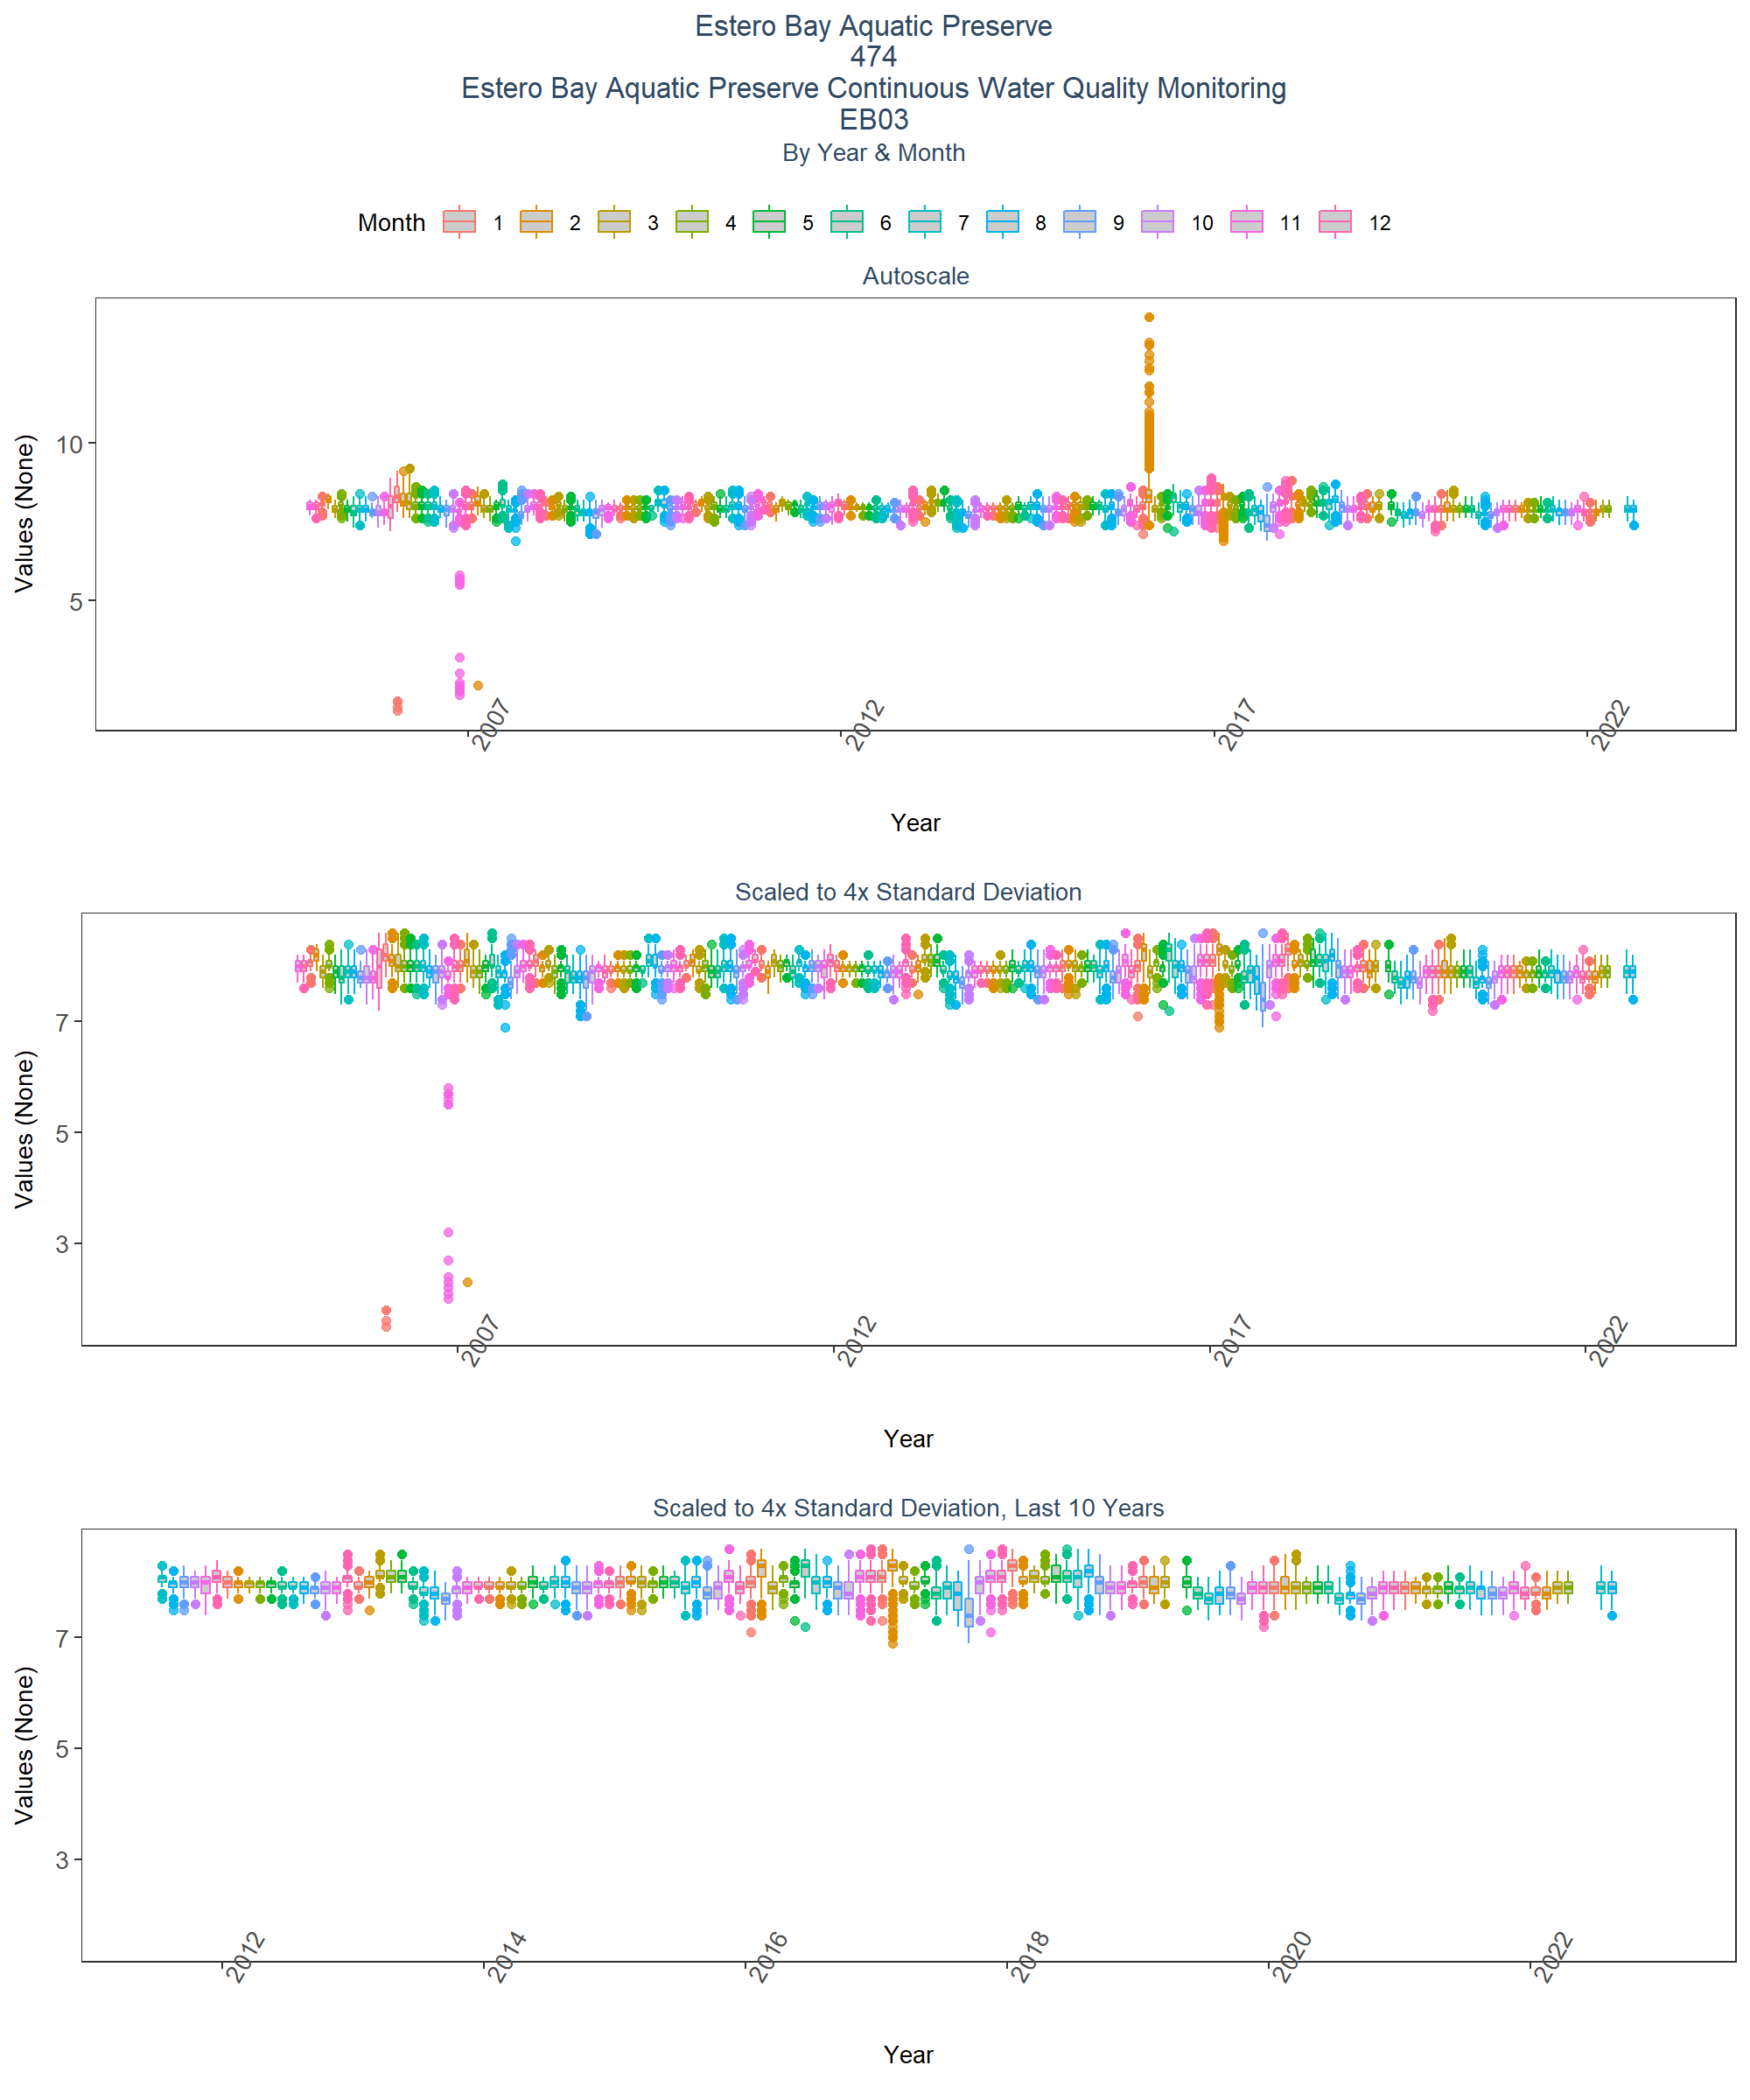 Estero Bay Aquatic Preserve
474
Estero Bay Aquatic Preserve Continuous Water Quality Monitoring
EB03
By Year & Month
Month 1 2 3 4 5 6 7 8 9 10 11 12
Autoscale
Values (None)
10
5
2007 2012 2017 2022
Year
Scaled to 4x Standard Deviation
Values (None)
7
5
3
2007 2012 2017 2022
Year
Scaled to 4x Standard Deviation, Last 10 Years
Values (None)
7
5
3
2012 2014 2016 2018 2020 2022
Year